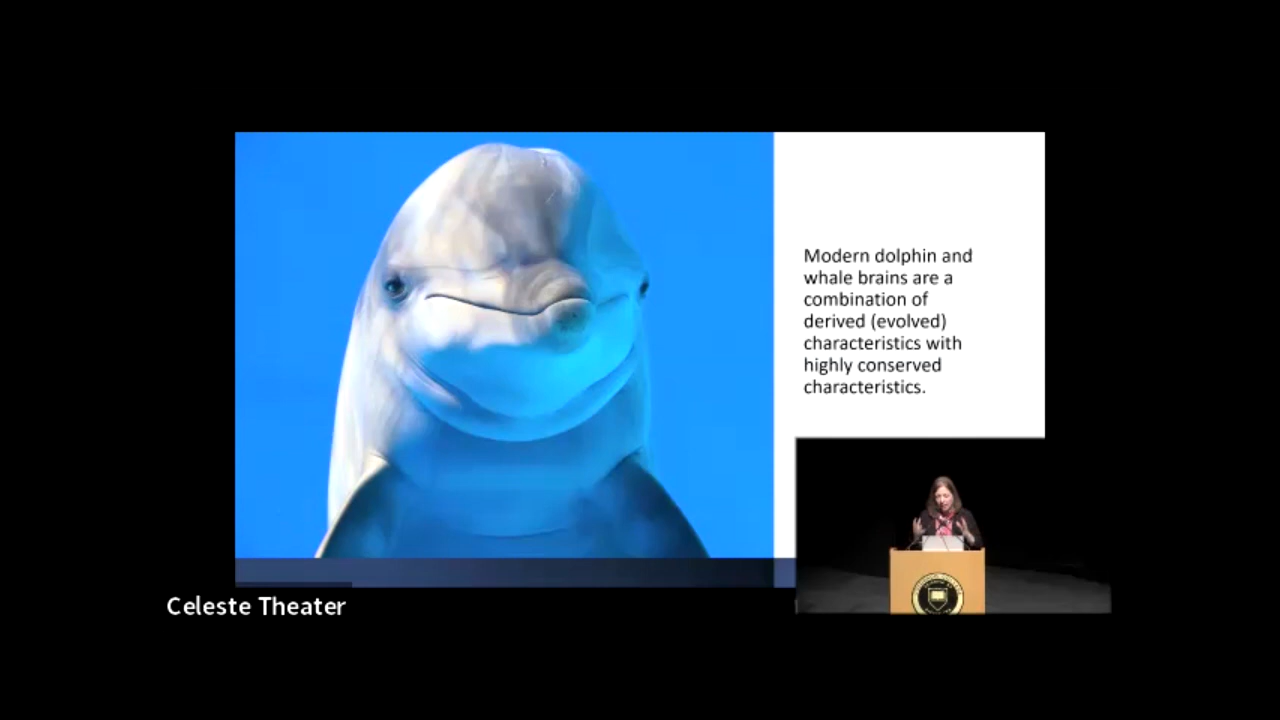 Modern dolphin and
whale brains are a
combination of
derived (evolved)
characteristics with
highly conserved
characteristics.
Celeste Theater